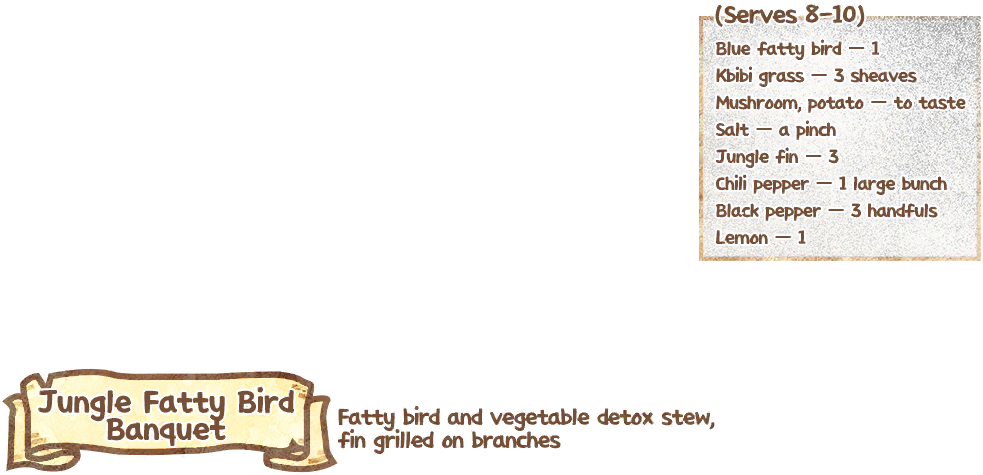 (Serves 8-10)
Blue fatty bird — 1
Kbibi grass — 3 sheaves
Mushroom, potato — to taste
Salt — a pinch
Jungle fin — 3
Chili pepper — 1 large bunch
Black pepper — 3 handfuls
Lemon — 1
Jungle Fatty Bird
Banquet
Fatty bird and vegetable detox stew,
fin grilled on branches